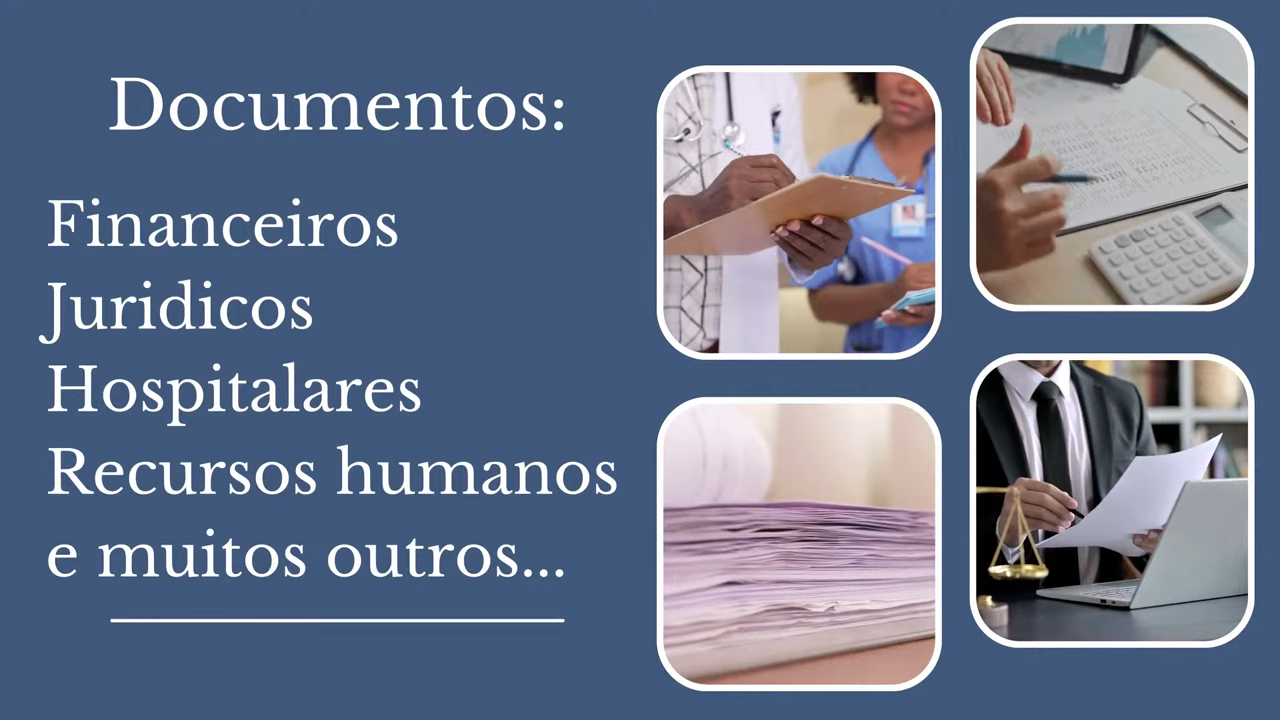 Documentos:
Financeiros
Juridicos
Hospitalares
Recursos humanos
e muitos outros...